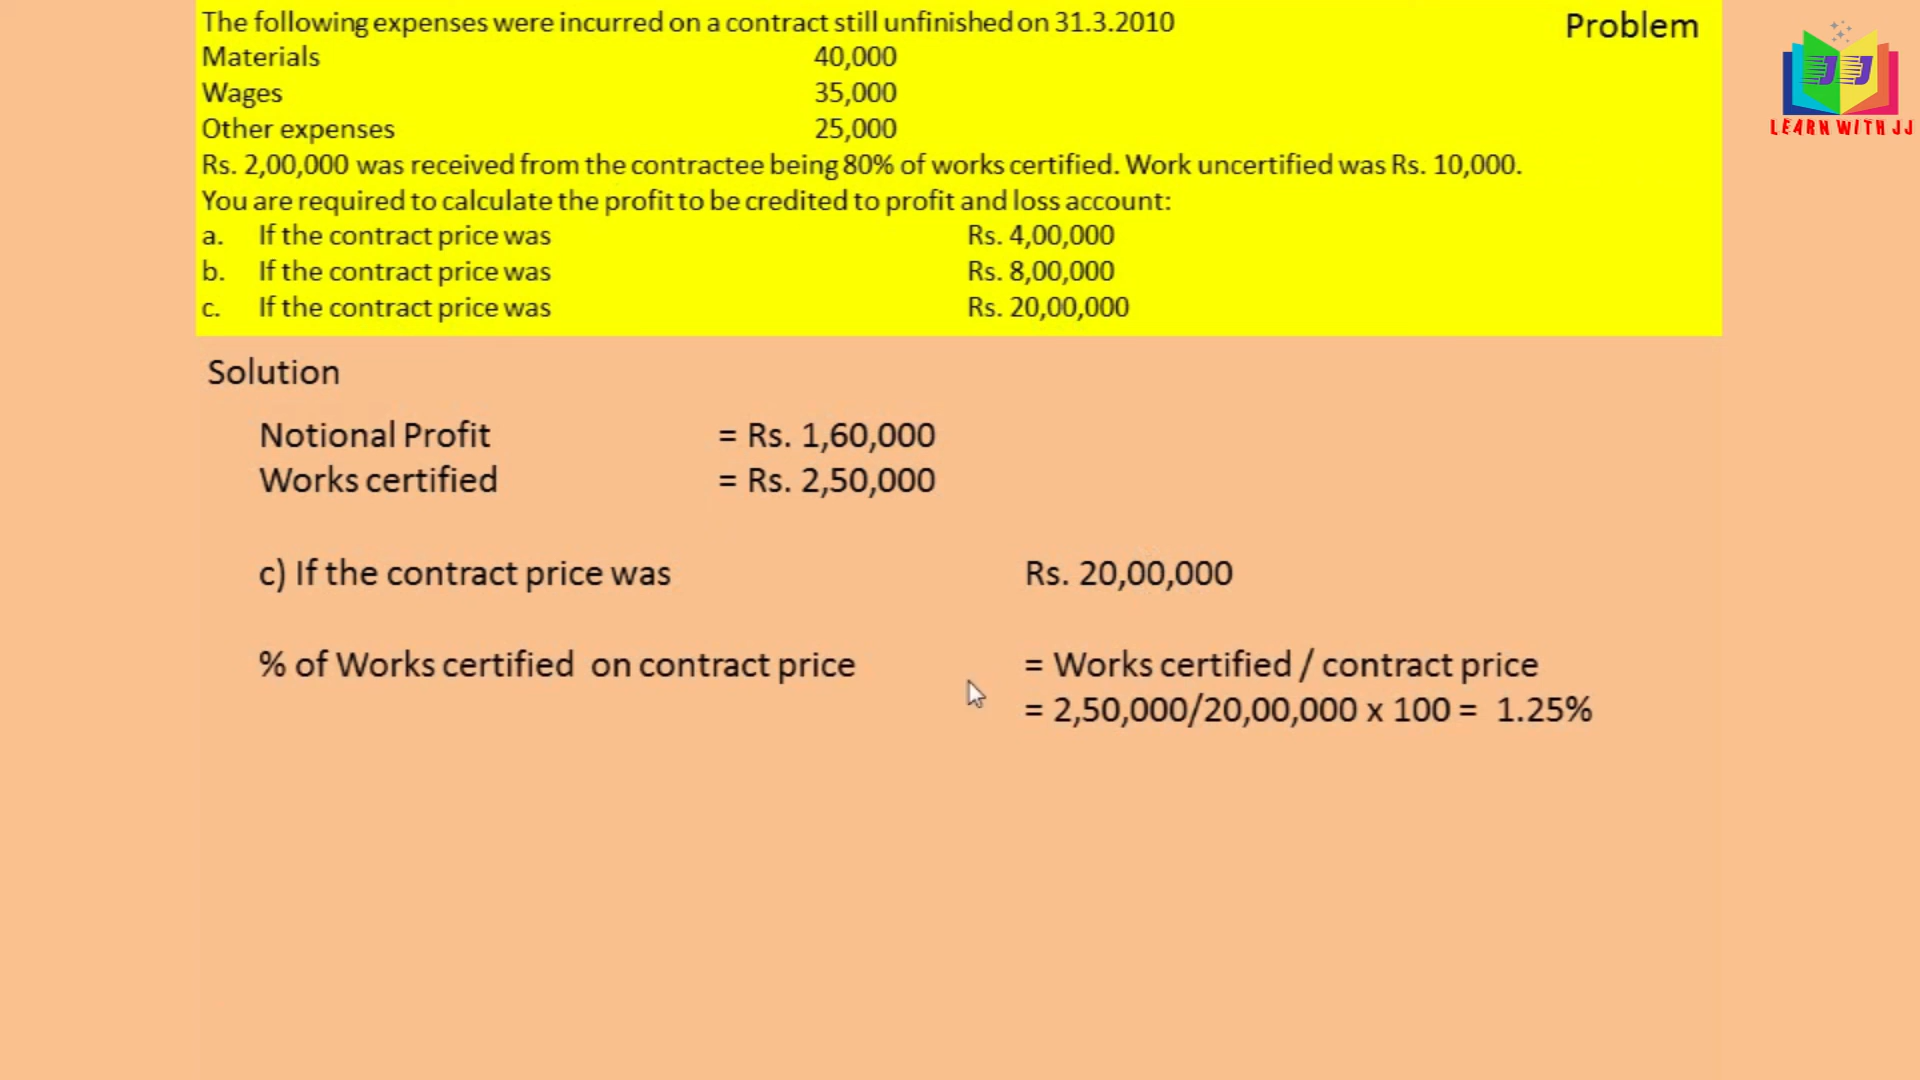 The following expenses were incurred on a contract still unfinished on 31.3.2010
Problem
Materials 40,000
Wages 35,000
Other expenses 25,000
Rs. 2,00,000 was received from the contractee being 80% of works certified. Work uncertified was Rs. 10,000.
You are required to calculate the profit to be credited to profit and loss account:
a. If the contract price was Rs. 4,00,000
b. If the contract price was Rs. 8,00,000
c. If the contract price was Rs. 20,00,000
JJ
LEARN WITH JJ
Solution
Notional Profit = Rs. 1,60,000
Works certified = Rs. 2,50,000
c) If the contract price was Rs. 20,00,000
% of Works certified on contract price = Works certified / contract price
= 2,50,000/20,00,000 x 100 = 1.25%